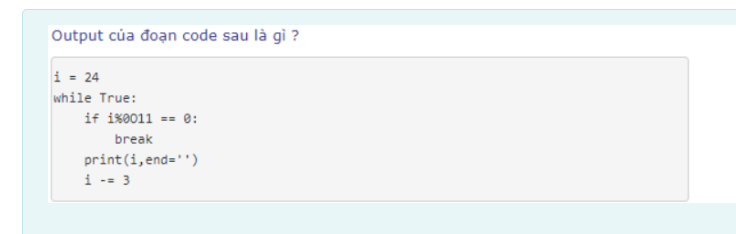 Output của đoạn code sau là gì ?
i = 24
while True:
    if i%0O11 == 0:
        break
    print(i,end='')
    i -= 3